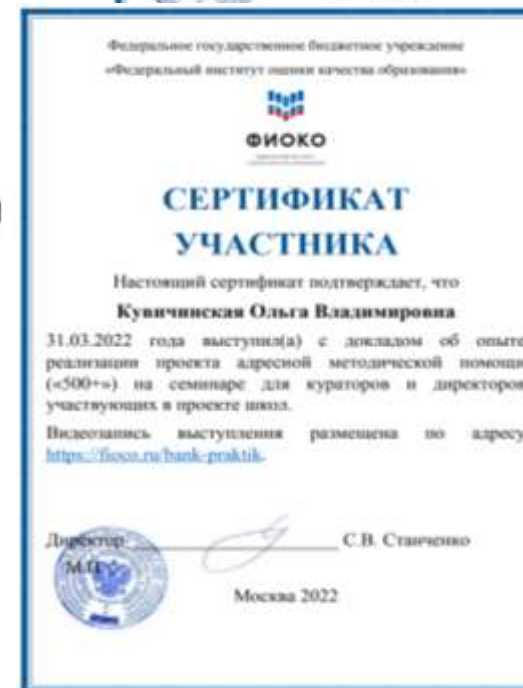 Федеральное государственное бюджетное учреждение
«Федеральный институт оценки качества образования»
ФИОКО
СЕРТИФИКАТ
УЧАСТНИКА
Настоящий сертификат подтверждает, что
Кувичинская Ольга Владимировна
31.03.2022 года выступил(а) с докладом об опыте
реализации проекта адресной методической помощи
(«500+») на семинаре для кураторов и директоров
участвующих в проекте школ.
Видеозапись выступления размещена по адресу
https://fioco.ru/bank-praktik.
Директор С.В. Станченко
М.П.
Москва 2022